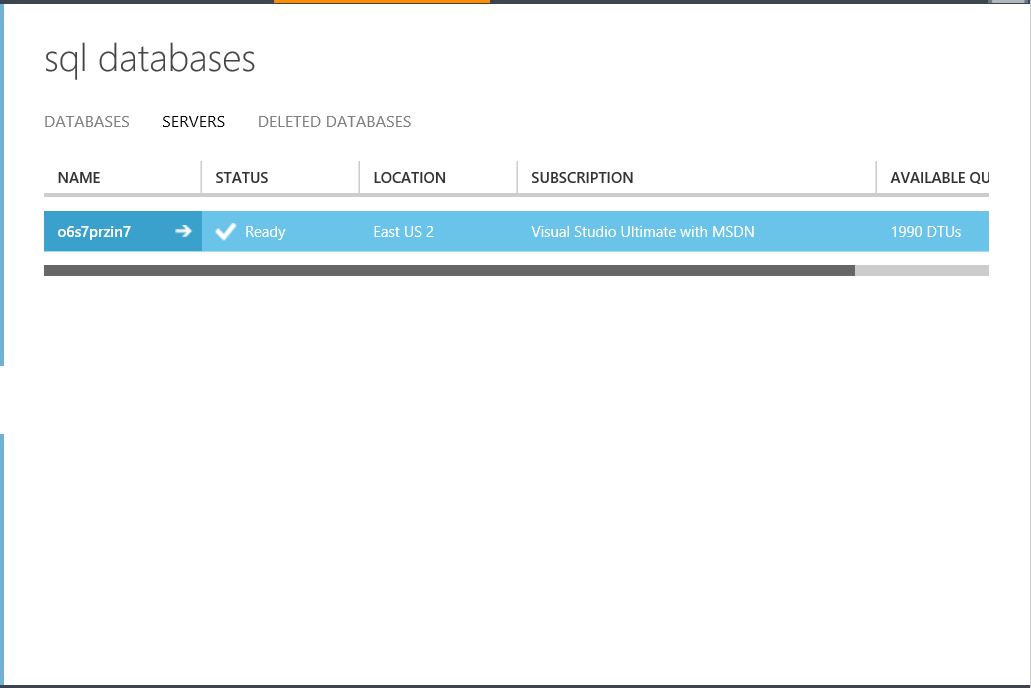 sql databases
DATABASES SERVERS DELETED DATABASES
NAME STATUS LOCATION SUBSCRIPTION AVAILABLE QU
o6s7przin7 Ready East US 2 Visual Studio Ultimate with MSDN 1990 DTUs